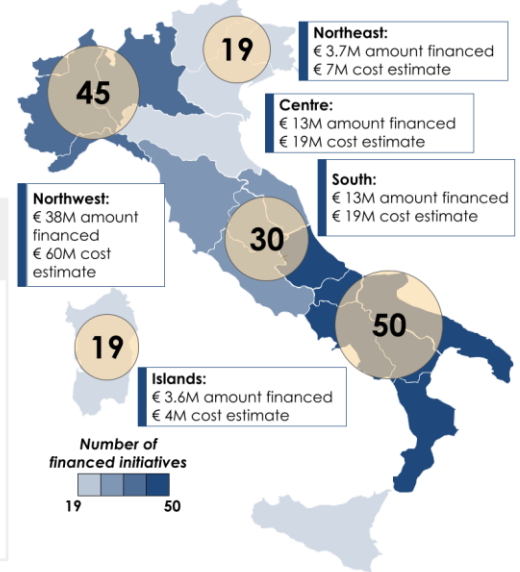 19
Northeast:
€ 3.7M amount financed
€ 7M cost estimate
45
Centre:
€ 13M amount financed
€ 19M cost estimate
South:
€ 13M amount financed
€ 19M cost estimate
Northwest:
€ 38M amount
financed
€ 60M cost
estimate
30
50
19
Islands:
€ 3.6M amount financed
€ 4M cost estimate
Number of
financed initiatives
19 50